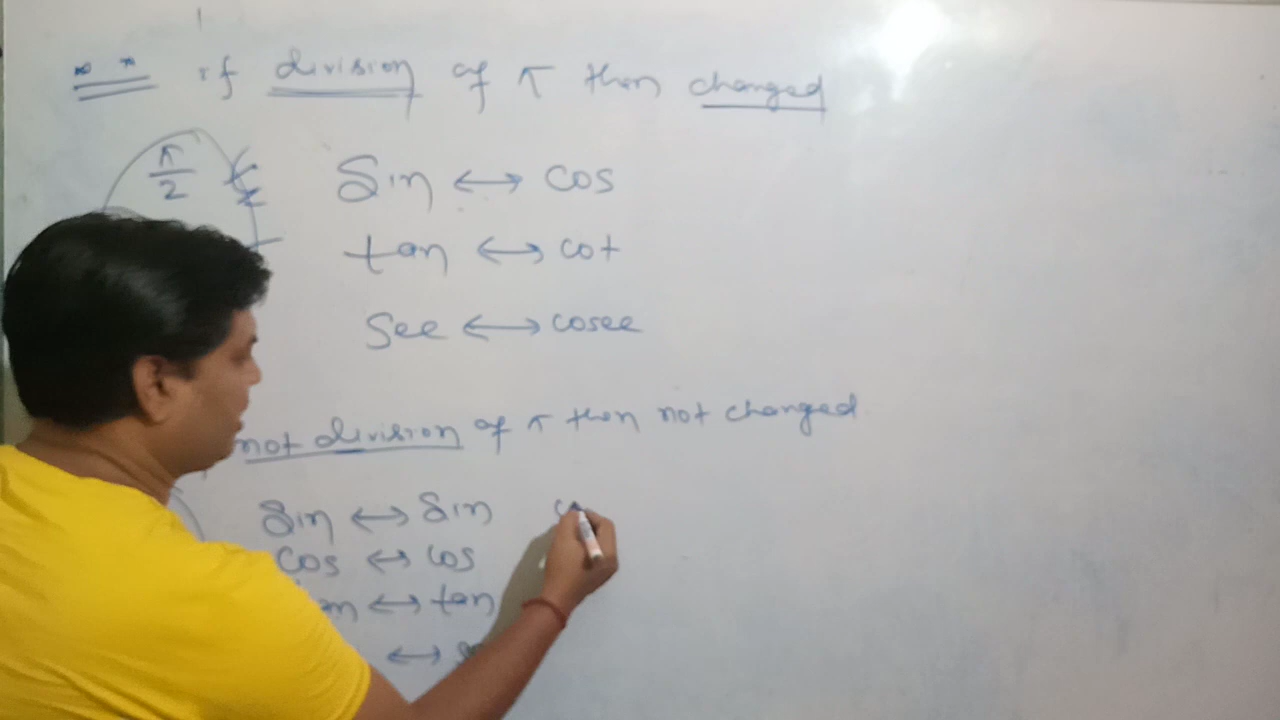 if division of π then changed
π/2
Sin ↔ cos
tan ↔ cot
Sec ↔ cosec
not division of π then not changed
Sin ↔ Sin
cos ↔ cos
↔ tan
↔